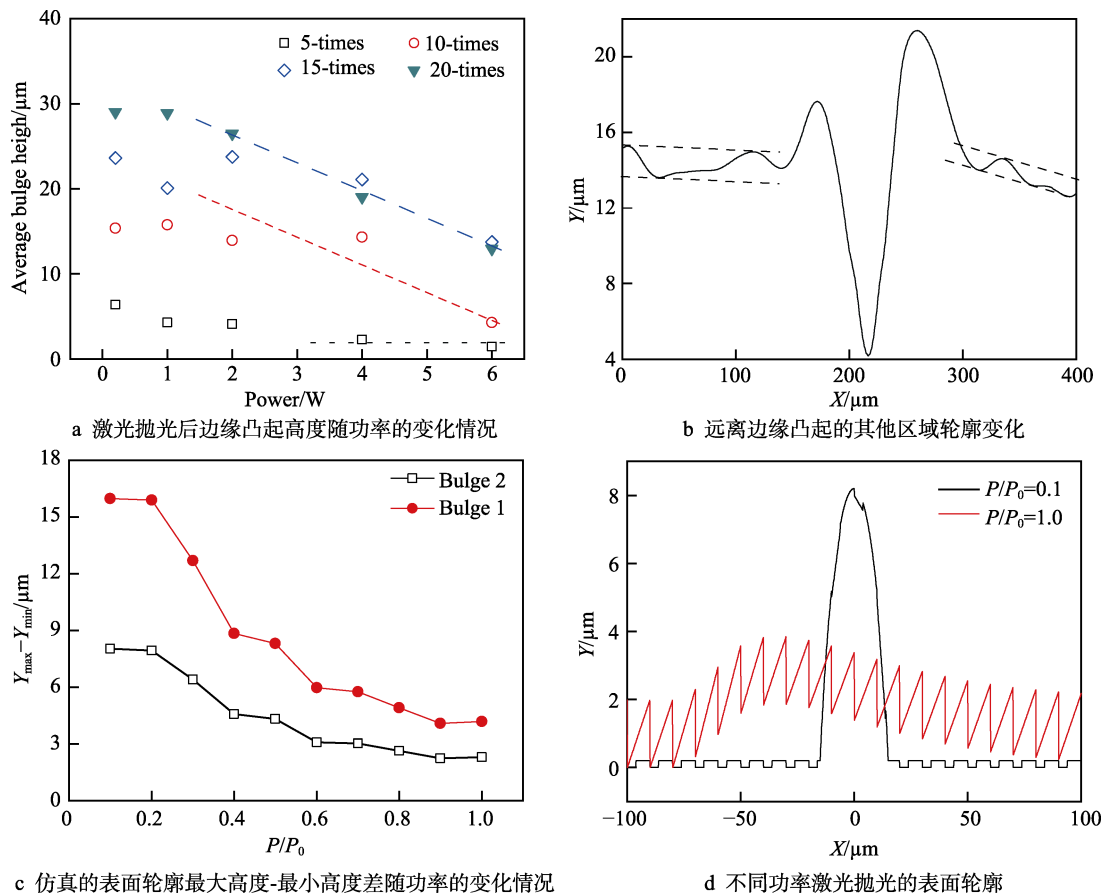 40
30
20
10
0
Average bulge heigh/μm
5-times
10-times
15-times
20-times
0 1 2 3 4 5 6
Power/W
a 激光抛光后边缘凸起高度随功率的变化情况
20
16
12
8
4
Y/μm
0 100 200 300 400
X/μm
b 远离边缘凸起的其他区域轮廓变化
18
15
12
9
6
3
0
Ymax−Ymin/μm
Bulge 2
Bulge 1
0 0.2 0.4 0.6 0.8 1.0
P/P0
c 仿真的表面轮廓最大高度-最小高度差随功率的变化情况
8
6
4
2
0
Y/μm
P/P0=0.1
P/P0=1.0
−100 −50 0 50 100
X/μm
d 不同功率激光抛光的表面轮廓